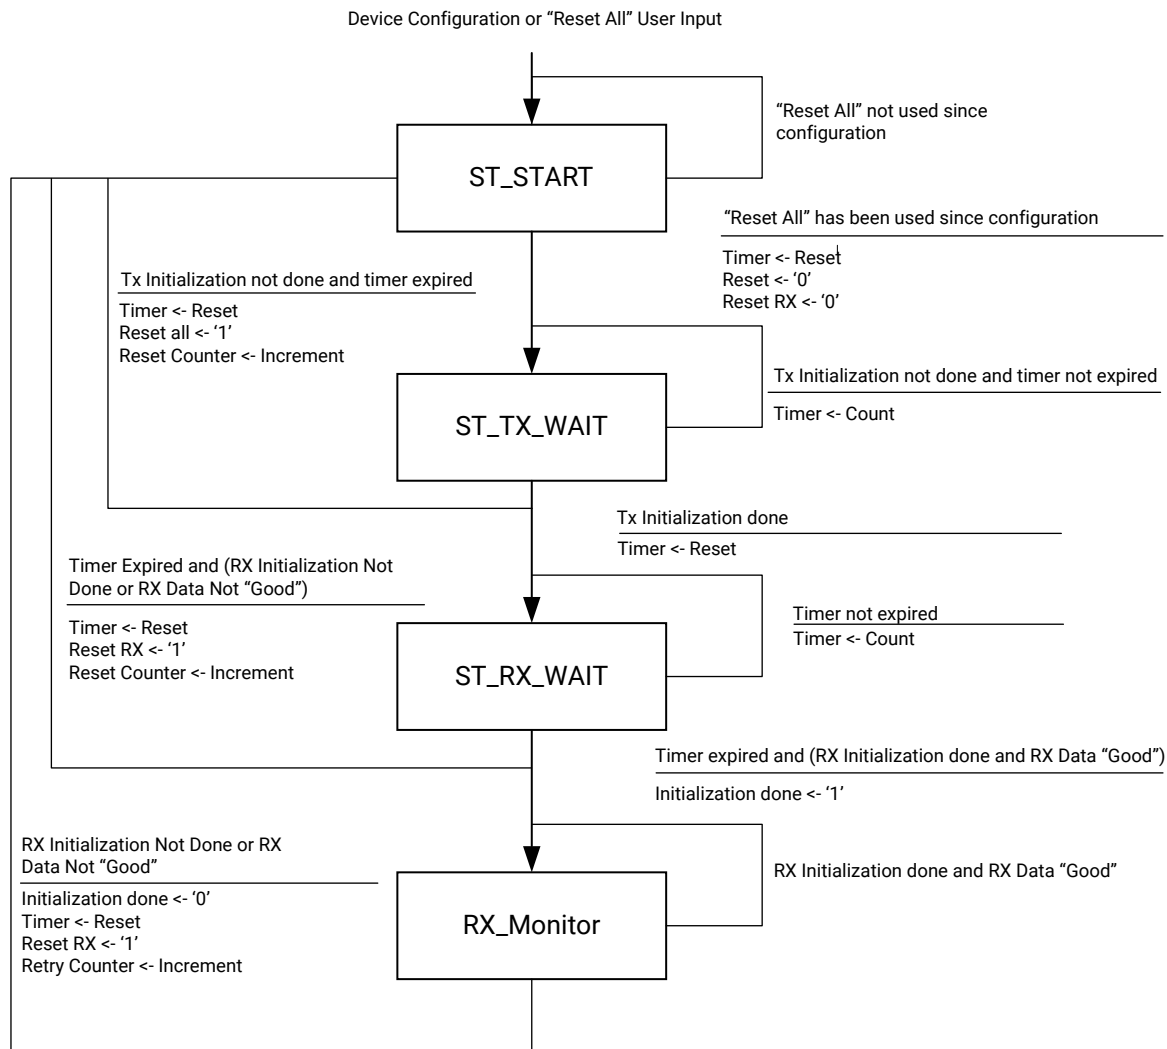 Device Configuration or “Reset All” User Input
“Reset All” not used since
configuration
ST_START
“Reset All” has been used since configuration
Timer <- Reset
Reset <- ‘0’
Reset RX <- ‘0’
Tx Initialization not done and timer expired
Timer <- Reset
Reset all <- ‘1’
Reset Counter <- Increment
Tx Initialization not done and timer not expired
Timer <- Count
ST_TX_WAIT
Tx Initialization done
Timer <- Reset
Timer Expired and (RX Initialization Not
Done or RX Data Not “Good”)
Timer <- Reset
Reset RX <- ‘1’
Reset Counter <- Increment
Timer not expired
Timer <- Count
ST_RX_WAIT
Timer expired and (RX Initialization done and RX Data “Good”)
Initialization done <- ‘1’
RX Initialization Not Done or RX
Data Not “Good”
Initialization done <- ‘0’
Timer <- Reset
Reset RX <- ‘1’
Retry Counter <- Increment
RX Initialization done and RX Data “Good”
RX_Monitor